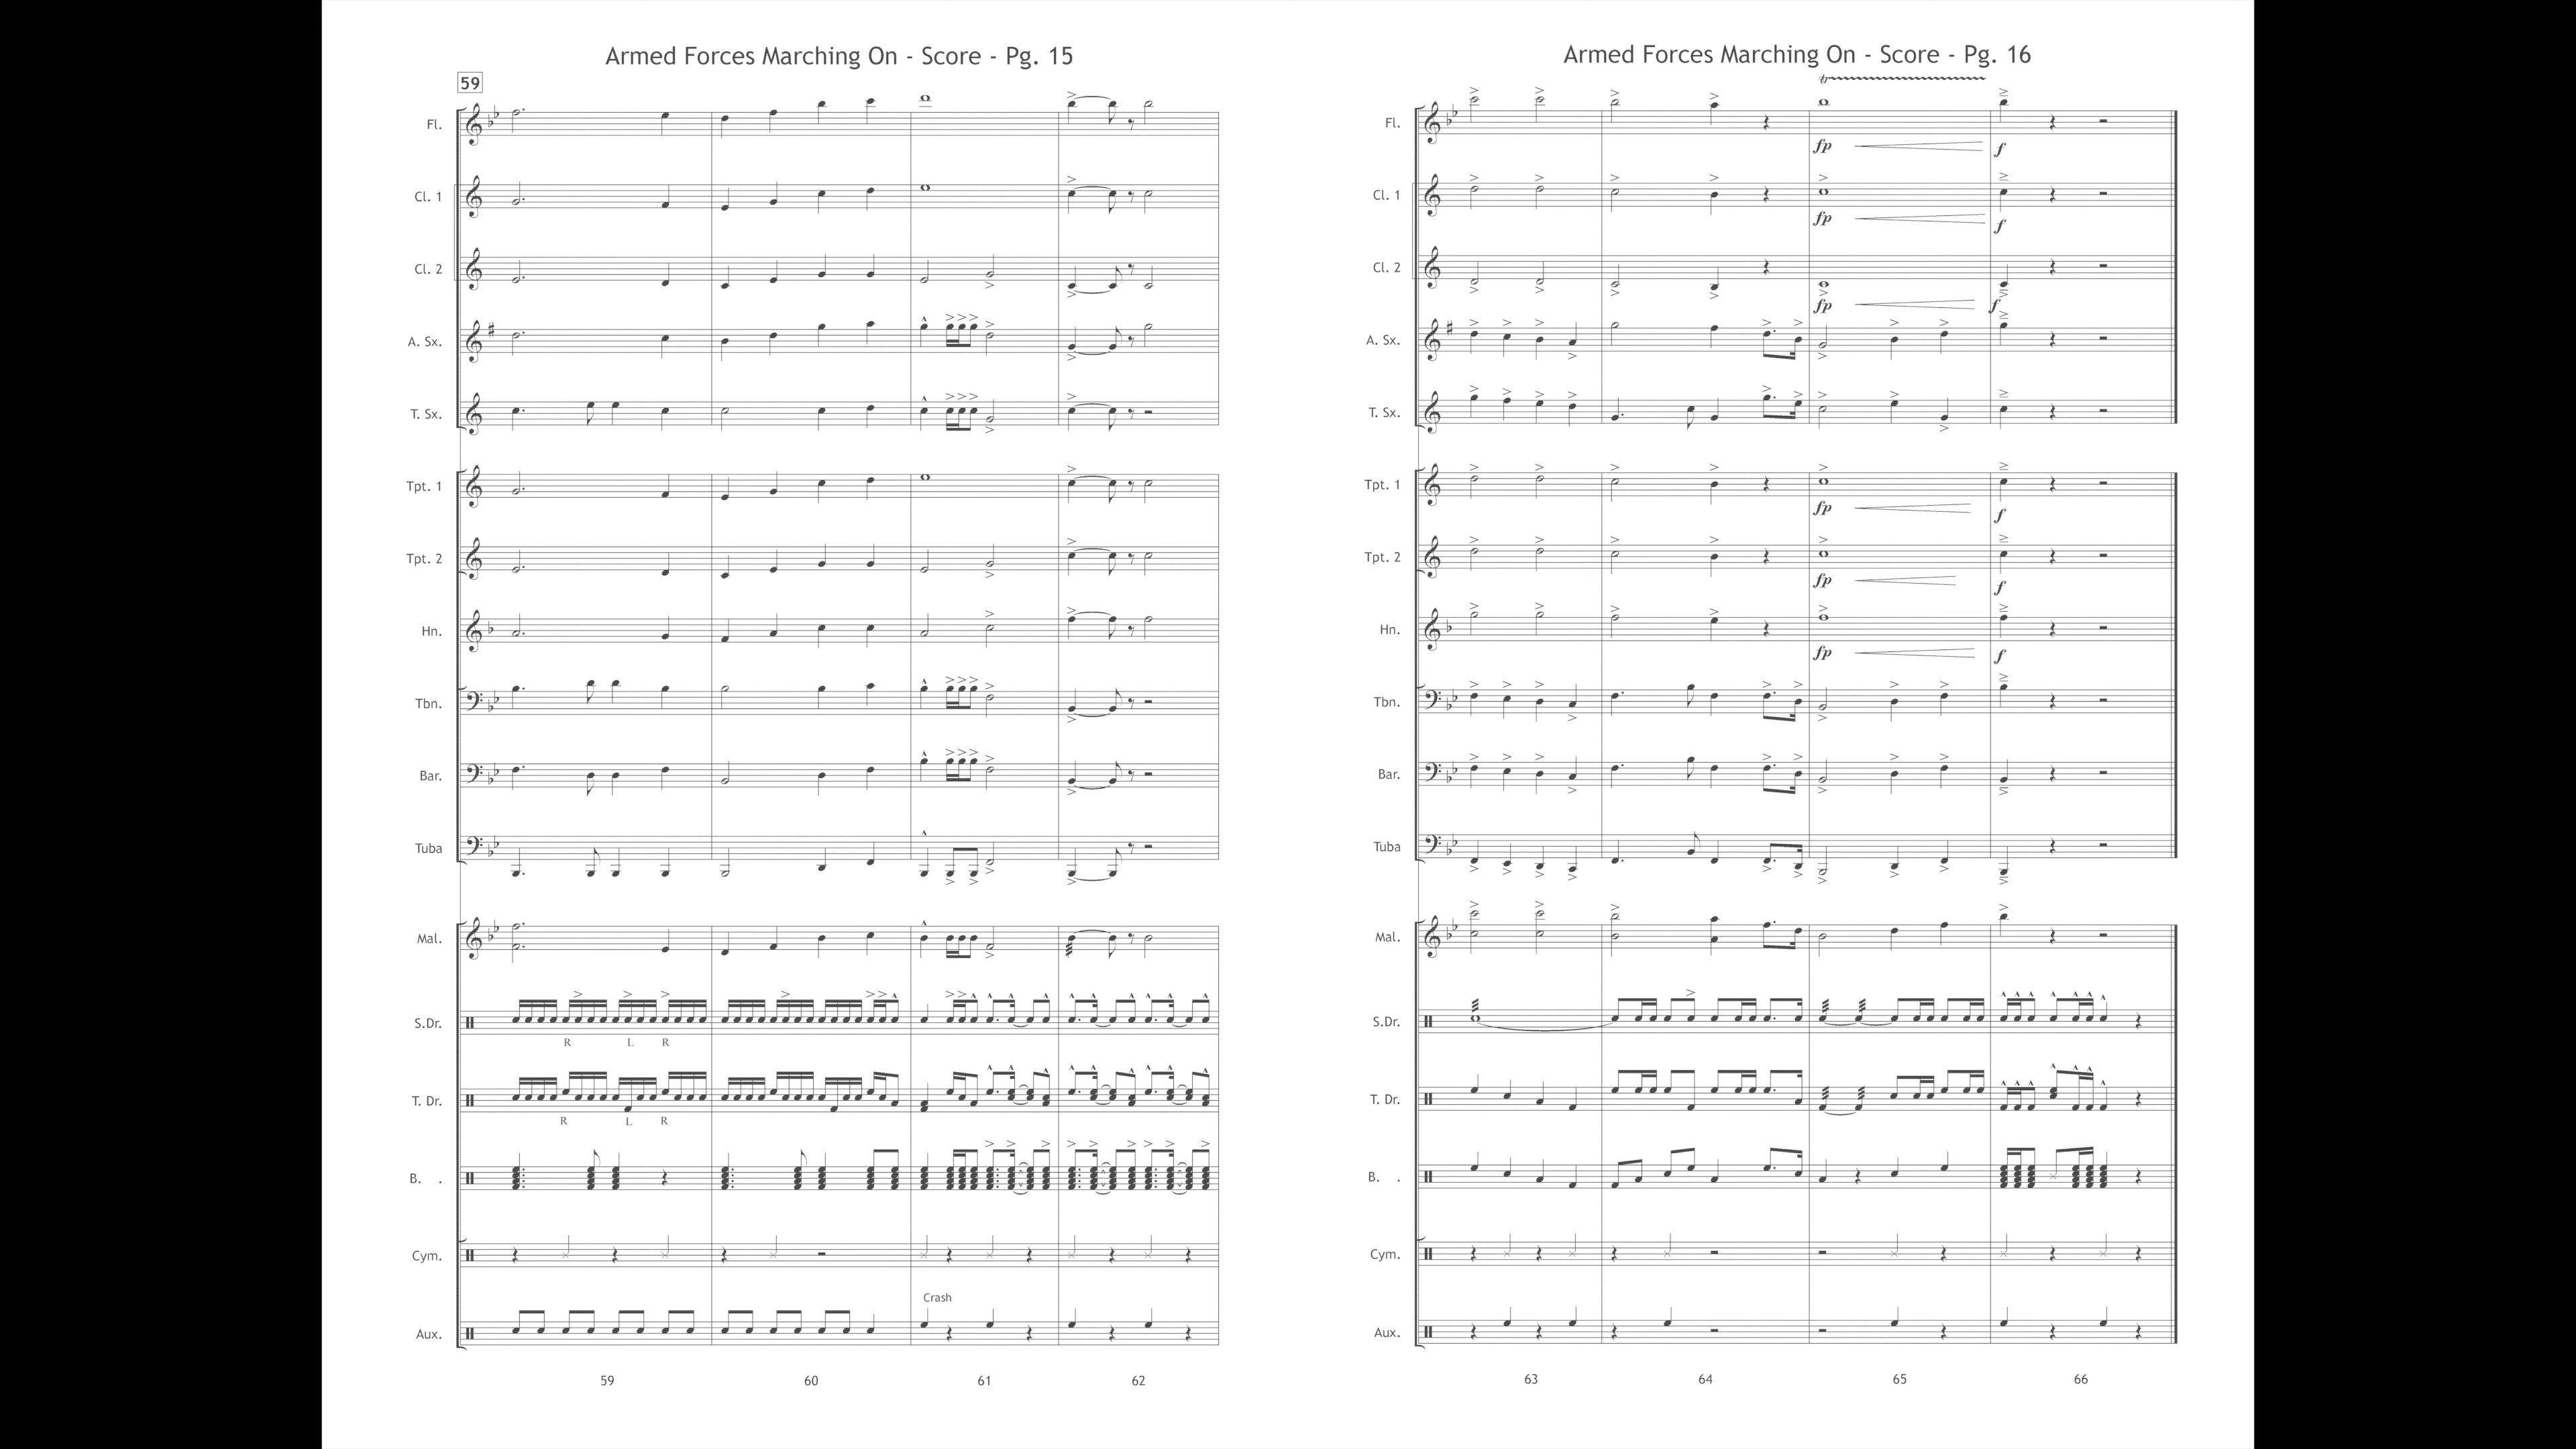 Armed Forces Marching On - Score - Pg. 15
59
Fl.
Cl. 1
Cl. 2
A. Sx.
T. Sx.
Tpt. 1
Tpt. 2
Hn.
Tbn.
Bar.
Tuba
Mal.
S.Dr.
R L R
T. Dr.
R L R
B. .
Cym.
Crash
Aux.
59 60 61 62
Armed Forces Marching On - Score - Pg. 16
tr
Fl.
fp f
Cl. 1
fp f
Cl. 2
fp f
A. Sx.
T. Sx.
Tpt. 1
fp f
Tpt. 2
fp f
Hn.
fp f
Tbn.
Bar.
Tuba
Mal.
S.Dr.
T. Dr.
B. .
Cym.
Aux.
63 64 65 66